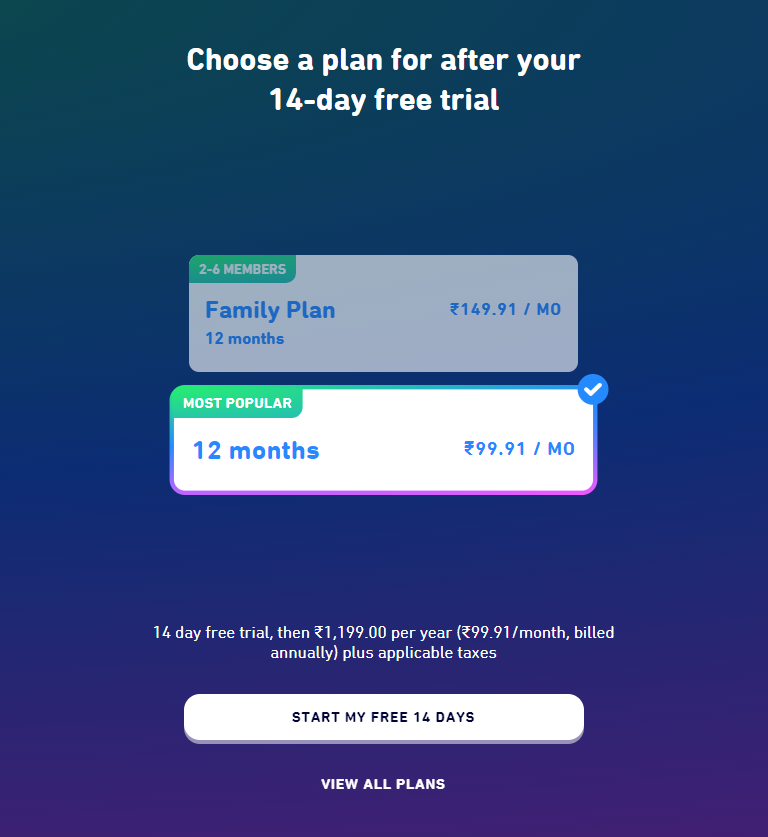 Choose a plan for after your
14-day free trial
2-6 MEMBERS
Family Plan
₹149.91 / MO
12 months
MOST POPULAR
12 months
₹99.91 / MO
14 day free trial, then ₹1,199.00 per year (₹99.91/month, billed
annually) plus applicable taxes
START MY FREE 14 DAYS
VIEW ALL PLANS